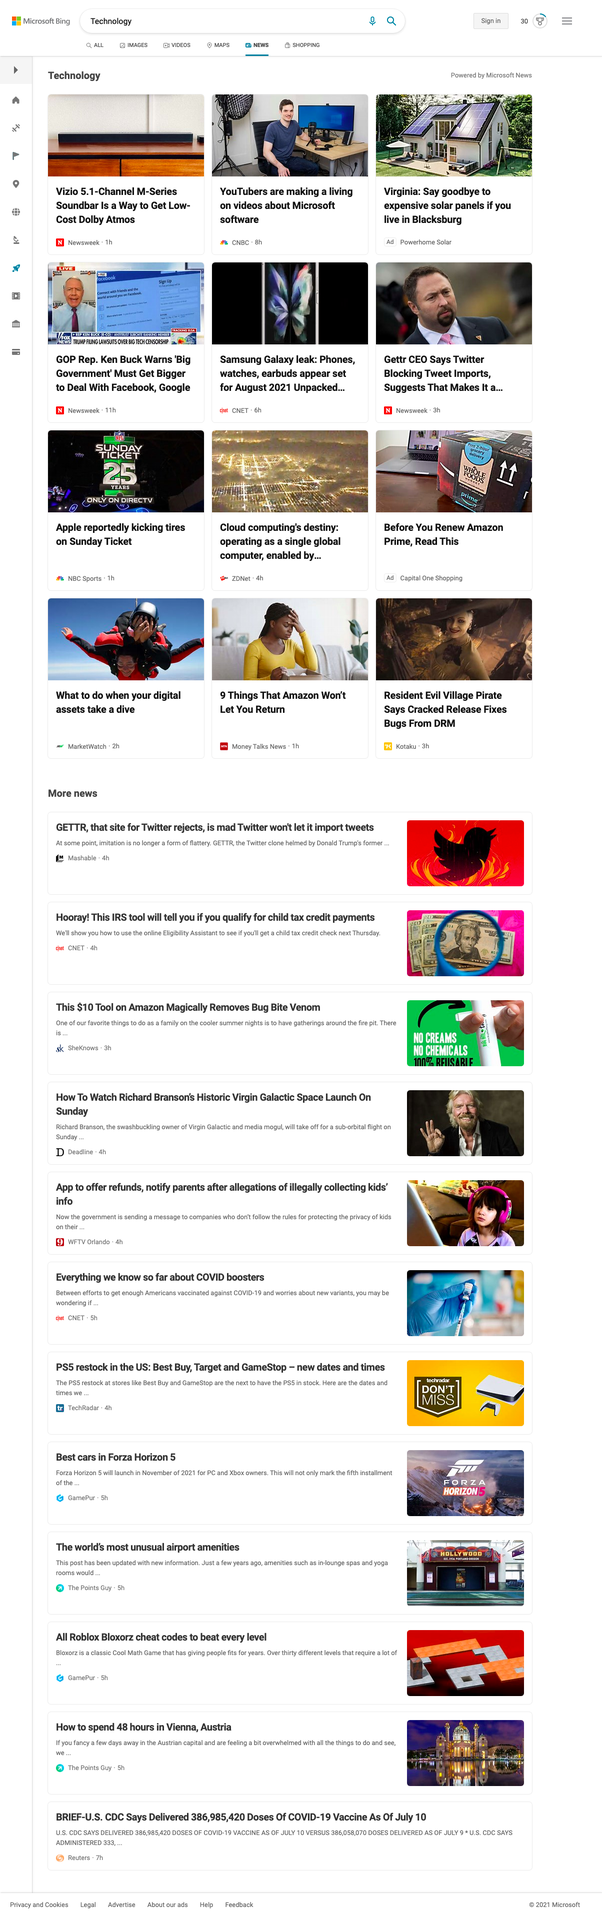 Microsoft Bing
Technology
Sign in
30
ALL
IMAGES
VIDEOS
MAPS
NEWS
SHOPPING
Technology
Powered by Microsoft News
Vizio 5.1-Channel M-Series
Soundbar Is a Way to Get Low-
Cost Dolby Atmos
Newsweek · 1h
YouTubers are making a living
on videos about Microsoft
software
CNBC · 8h
Virginia: Say goodbye to
expensive solar panels if you
live in Blacksburg
Ad Powerhome Solar
LIVE
TRUMP FILING LAWSUITS OVER BIG TECH CENSORSHIP
GOP Rep. Ken Buck Warns 'Big
Government' Must Get Bigger
to Deal With Facebook, Google
Newsweek · 11h
Samsung Galaxy leak: Phones,
watches, earbuds appear set
for August 2021 Unpacked...
CNET · 6h
Gettr CEO Says Twitter
Blocking Tweet Imports,
Suggests That Makes It a...
Newsweek · 3h
SUNDAY
TICKET
25
YEARS
ONLY ON DIRECTV
Apple reportedly kicking tires
on Sunday Ticket
NBC Sports · 1h
Cloud computing's destiny:
operating as a single global
computer, enabled by...
ZDNet · 4h
WHOLE
FOODS
prime
Before You Renew Amazon
Prime, Read This
Ad Capital One Shopping
What to do when your digital
assets take a dive
MarketWatch · 2h
9 Things That Amazon Won't
Let You Return
Money Talks News · 1h
Resident Evil Village Pirate
Says Cracked Release Fixes
Bugs From DRM
Kotaku · 3h
More news
GETTR, that site for Twitter rejects, is mad Twitter won't let it import tweets
At some point, imitation is no longer a form of flattery. GETTR, the Twitter clone helmed by Donald Trump's former ...
Mashable · 4h
Hooray! This IRS tool will tell you if you qualify for child tax credit payments
We'll show you how to use the online Eligibility Assistant to see if you'll get a child tax credit check next Thursday.
CNET · 4h
This $10 Tool on Amazon Magically Removes Bug Bite Venom
One of our favorite things to do as a family on the cooler summer nights is to have gatherings around the fire pit. There
is ...
SheKnows · 3h
NO CREAMS
NO CHEMICALS
100% REUSABLE
How To Watch Richard Branson's Historic Virgin Galactic Space Launch On
Sunday
Richard Branson, the swashbuckling owner of Virgin Galactic and media mogul, will take off for a sub-orbital flight on
Sunday ...
Deadline · 4h
App to offer refunds, notify parents after allegations of illegally collecting kids'
info
Now the government is sending a message to companies who don't follow the rules for protecting the privacy of kids
on their ...
WFTV Orlando · 4h
Everything we know so far about COVID boosters
Between efforts to get enough Americans vaccinated against COVID-19 and worries about new variants, you may be
wondering if ...
CNET · 5h
PS5 restock in the US: Best Buy, Target and GameStop – new dates and times
The PS5 restock at stores like Best Buy and GameStop are the next to have the PS5 in stock. Here are the dates and
times we ...
TechRadar · 4h
techradar
DON'T
MISS
Best cars in Forza Horizon 5
Forza Horizon 5 will launch in November of 2021 for PC and Xbox owners. This will not only mark the fifth installment
of the ...
GamePur · 5h
FORZA
HORIZON 5
The world's most unusual airport amenities
This post has been updated with new information. Just a few years ago, amenities such as in-lounge spas and yoga
rooms would ...
The Points Guy · 5h
HOLLYWOOD
All Roblox Bloxorz cheat codes to beat every level
Bloxorz is a classic Cool Math Game that has giving people fits for years. Over thirty different levels that require a lot of
...
GamePur · 5h
How to spend 48 hours in Vienna, Austria
If you fancy a few days away in the Austrian capital and are feeling a bit overwhelmed with all the things to do and see,
we ...
The Points Guy · 5h
BRIEF-U.S. CDC Says Delivered 386,985,420 Doses Of COVID-19 Vaccine As Of July 10
U.S. CDC SAYS DELIVERED 386,985,420 DOSES OF COVID-19 VACCINE AS OF JULY 10 VERSUS 386,058,070 DOSES DELIVERED AS OF JULY 9 * U.S. CDC SAYS
ADMINISTERED 333, ...
Reuters · 7h
Privacy and Cookies
Legal
Advertise
About our ads
Help
Feedback
© 2021 Microsoft